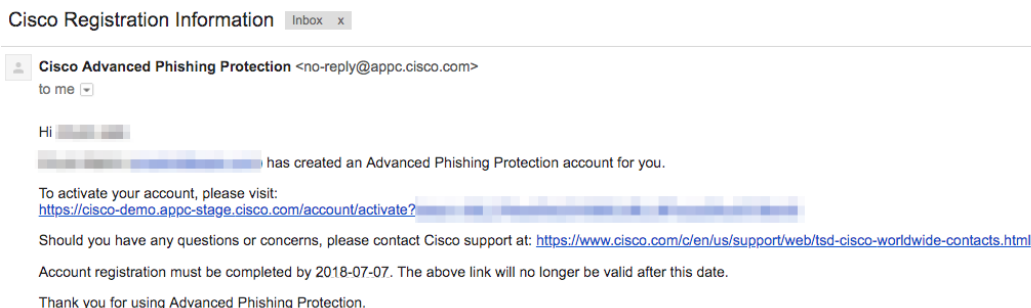 Cisco Registration Information Inbox x
Cisco Advanced Phishing Protection <no-reply@appc.cisco.com>
to me
Hi
has created an Advanced Phishing Protection account for you.
To activate your account, please visit:
https://cisco-demo.appc-stage.cisco.com/account/activate?
Should you have any questions or concerns, please contact Cisco support at: https://www.cisco.com/c/en/us/support/web/tsd-cisco-worldwide-contacts.html
Account registration must be completed by 2018-07-07. The above link will no longer be valid after this date.
Thank you for using Advanced Phishing Protection.